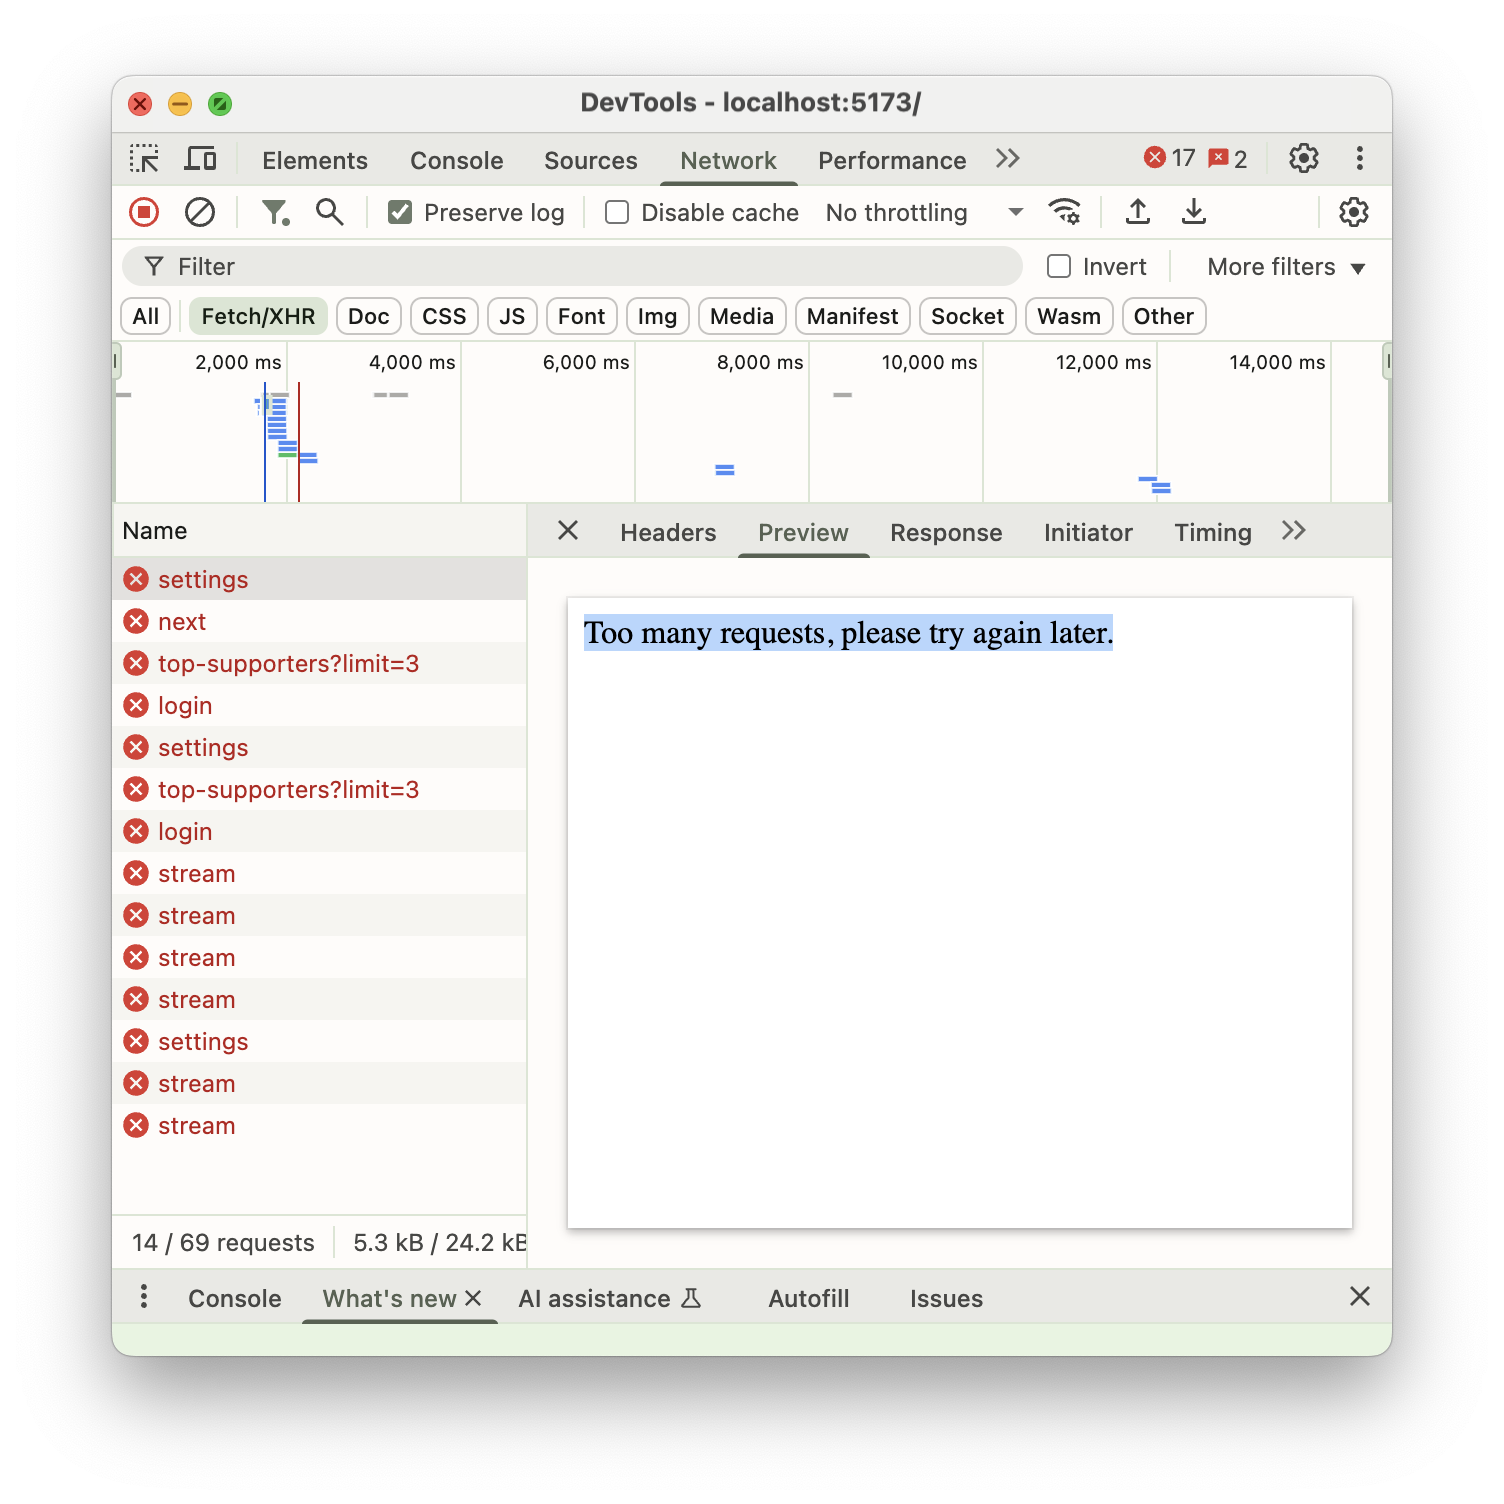 DevTools - localhost:5173/
Elements Console Sources Network Performance 17 2
Preserve log Disable cache No throttling
Filter Invert More filters
All Fetch/XHR Doc CSS JS Font Img Media Manifest Socket Wasm Other
2,000 ms 4,000 ms 6,000 ms 8,000 ms 10,000 ms 12,000 ms 14,000 ms
Name
Headers Preview Response Initiator Timing
settings
next
top-supporters?limit=3
login
settings
top-supporters?limit=3
login
stream
stream
stream
stream
settings
stream
stream
Too many requests, please try again later.
14 / 69 requests 5.3 kB / 24.2 kB
Console What's new AI assistance Autofill Issues